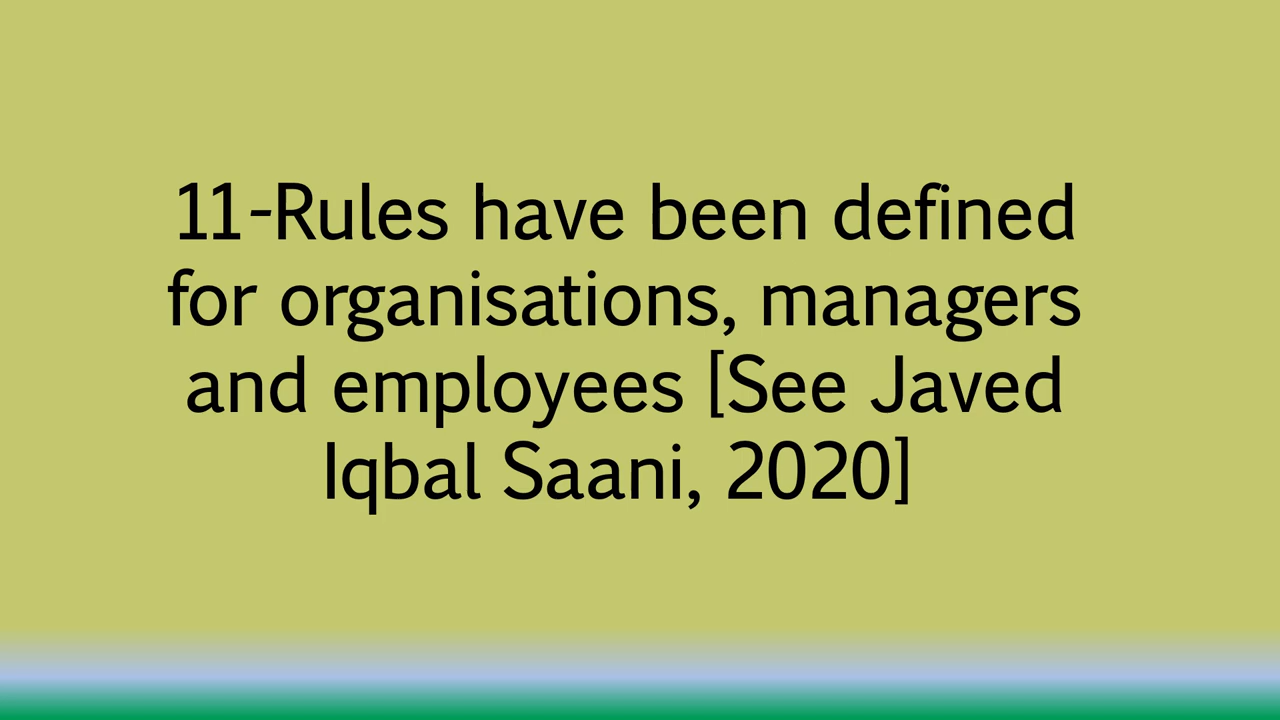 11-Rules have been defined
for organisations, managers
and employees [See Javed
Iqbal Saani, 2020]